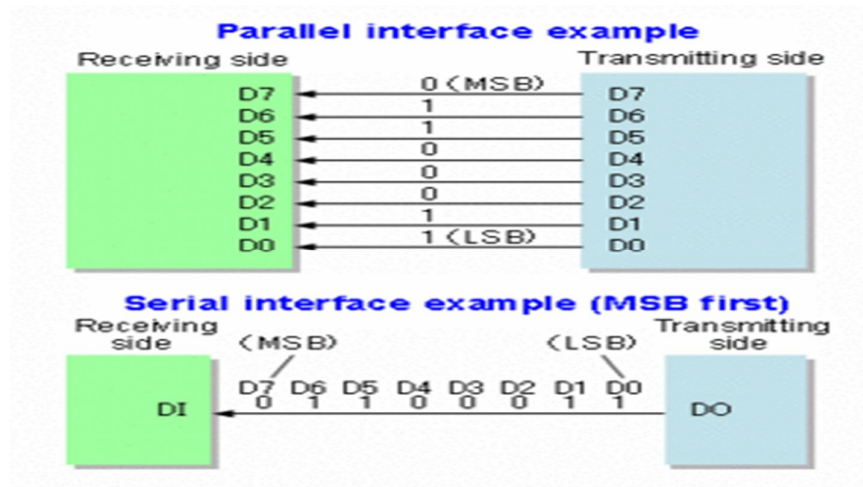 Parallel interface example
Receiving side Transmitting side
D7 0 (MSB) D7
D6 1 D6
D5 1 D5
D4 0 D4
D3 0 D3
D2 0 D2
D1 1 D1
D0 1 (LSB) D0
Serial interface example (MSB first)
Receiving side (MSB) (LSB) Transmitting side
D7 D6 D5 D4 D3 D2 D1 D0
DI 0 1 1 0 0 0 1 1 DO